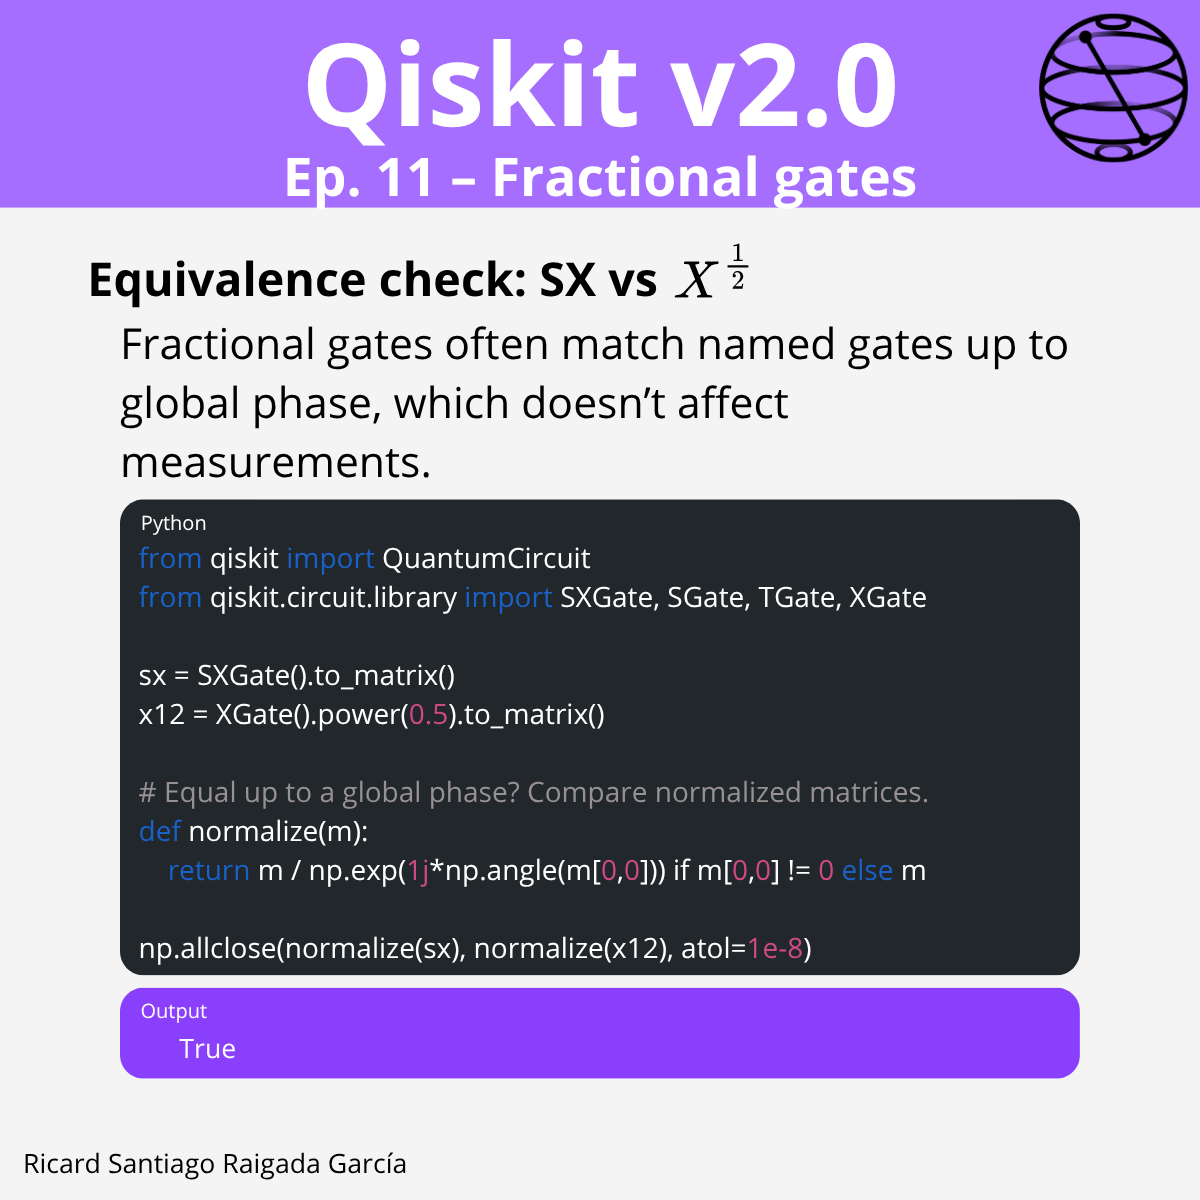 Qiskit v2.0
Ep. 11 – Fractional gates
Equivalence check: SX vs X^{1/2}
Fractional gates often match named gates up to
global phase, which doesn’t affect
measurements.
Python
from qiskit import QuantumCircuit
from qiskit.circuit.library import SXGate, SGate, TGate, XGate
sx = SXGate().to_matrix()
x12 = XGate().power(0.5).to_matrix()
# Equal up to a global phase? Compare normalized matrices.
def normalize(m):
    return m / np.exp(1j*np.angle(m[0,0])) if m[0,0] != 0 else m
np.allclose(normalize(sx), normalize(x12), atol=1e-8)
Output
True
Ricard Santiago Raigada García